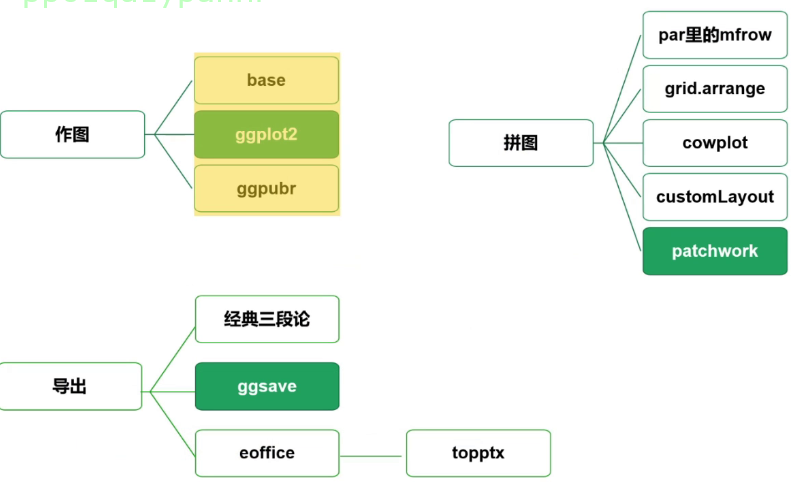 作图
base
ggplot2
ggpubr
拼图
par里的mfrow
grid.arrange
cowplot
customLayout
patchwork
导出
经典三段论
ggsave
eoffice
topptx